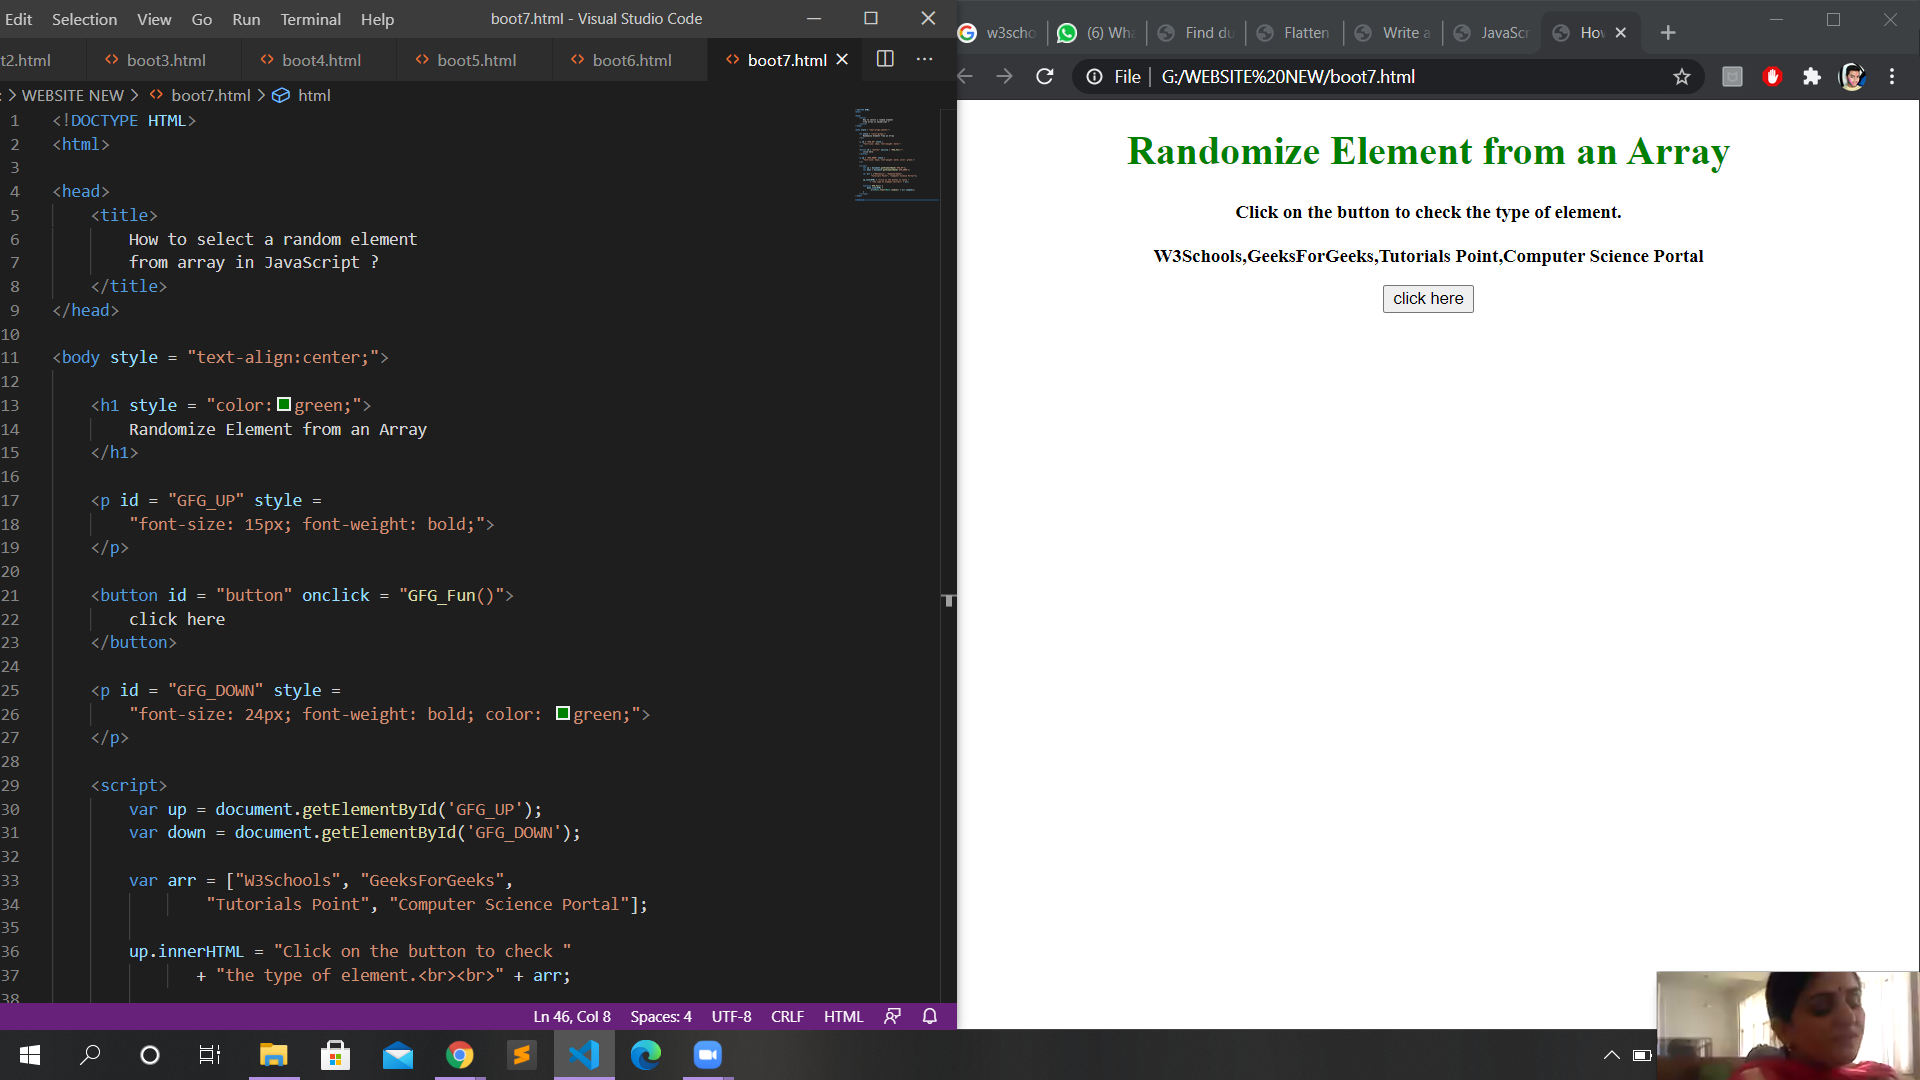 Edit Selection View Go Run Terminal Help boot7.html - Visual Studio Code
t2.html boot3.html boot4.html boot5.html boot6.html boot7.html
WEBSITE NEW > boot7.html > html
1 <!DOCTYPE HTML>
2 <html>
3
4 <head>
5 <title>
6 How to select a random element
7 from array in JavaScript ?
8 </title>
9 </head>
10
11 <body style = "text-align:center;">
12
13 <h1 style = "color:green;">
14 Randomize Element from an Array
15 </h1>
16
17 <p id = "GFG_UP" style =
18 "font-size: 15px; font-weight: bold;">
19 </p>
20
21 <button id = "button" onclick = "GFG_Fun()">
22 click here
23 </button>
24
25 <p id = "GFG_DOWN" style =
26 "font-size: 24px; font-weight: bold; color: green;">
27 </p>
28
29 <script>
30 var up = document.getElementById('GFG_UP');
31 var down = document.getElementById('GFG_DOWN');
32
33 var arr = ["W3Schools", "GeeksForGeeks",
34 "Tutorials Point", "Computer Science Portal"];
35
36 up.innerHTML = "Click on the button to check "
37 + "the type of element.<br><br>" + arr;
38
Ln 46, Col 8 Spaces: 4 UTF-8 CRLF HTML
w3scho (6) Wha Find du Flatten Write a JavaScr How
File G:/WEBSITE%20NEW/boot7.html
Randomize Element from an Array
Click on the button to check the type of element.
W3Schools,GeeksForGeeks,Tutorials Point,Computer Science Portal
click here